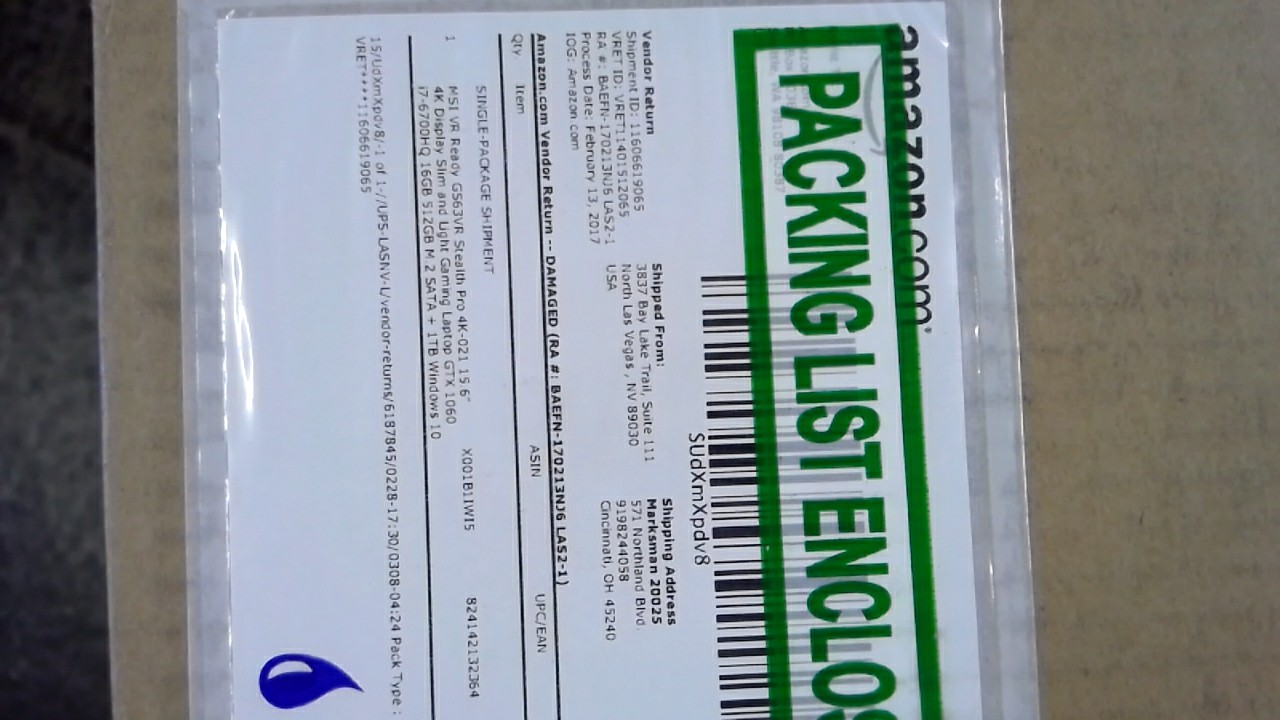 amazon.com
PACKING LIST ENCLOS
SUdXmXpdv8
Vendor Return
Shipment ID: 11606619065
VRET ID: VRET11401512065
RA #: BAEFN-170213NJ6 LAS2-1
Process Date: February 13, 2017
IOG: Amazon com
Shipped From:
3837 Bay Lake Trail, Suite 111
North Las Vegas , NV 89030
USA
Shipping Address
Marksman 20025
571 Northland Blvd.
9198244058
Cincinnati, OH 45240
Amazon.com Vendor Return -- DAMAGED (RA #: BAEFN-170213NJ6 LAS2-1)
Qty Item ASIN UPC/EAN
SINGLE-PACKAGE SHIPMENT
1 MSI VR Ready GS63VR Stealth Pro 4K-021 15.6" X001B1IWI5 824142132364
4K Display Slim and Light Gaming Laptop GTX 1060
i7-6700HQ 16GB 512GB M.2 SATA + 1TB Windows 10
15/UdXmXpdv8/-1 of 1-//UPS-LASNV-L/vendor-returns/6187845/0228-17:30/0308-04:24 Pack Type :
VRET****11606619065